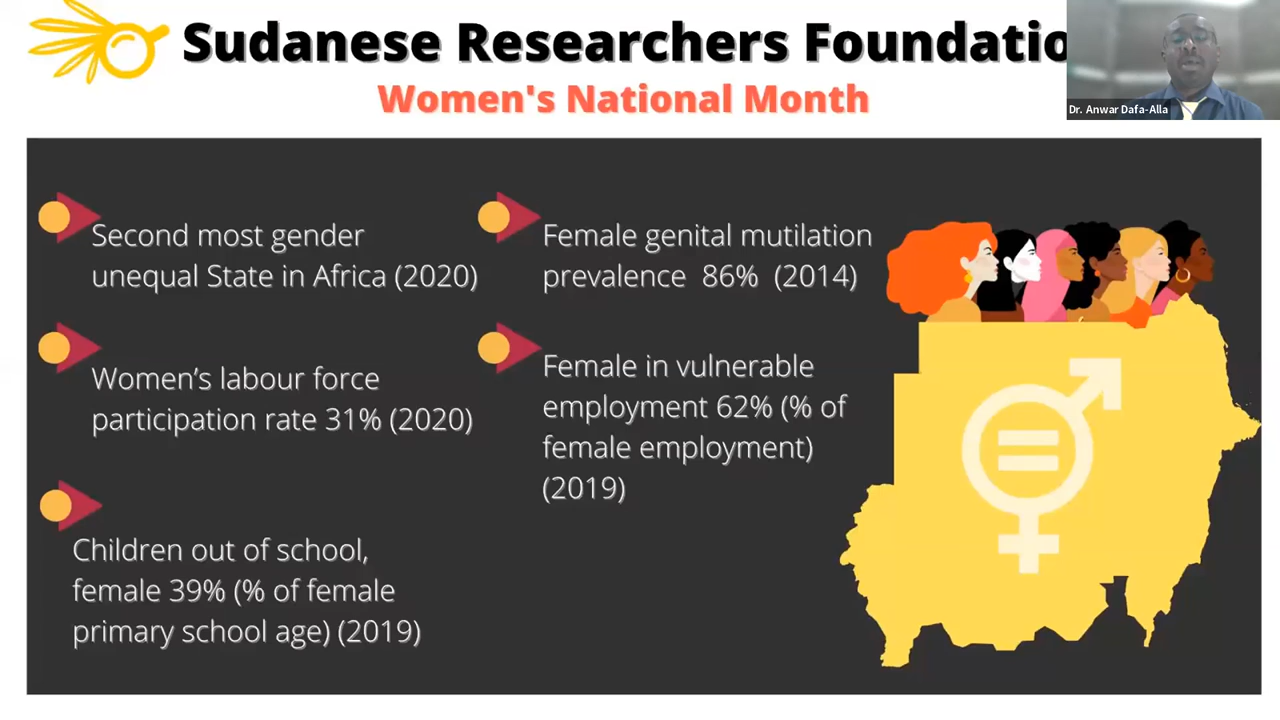 Sudanese Researchers Foundatio
Women's National Month
Dr. Anwar Dafa-Alla
Second most gender
unequal State in Africa (2020)
Women’s labour force
participation rate 31% (2020)
Children out of school,
female 39% (% of female
primary school age) (2019)
Female genital mutilation
prevalence 86% (2014)
Female in vulnerable
employment 62% (% of
female employment)
(2019)